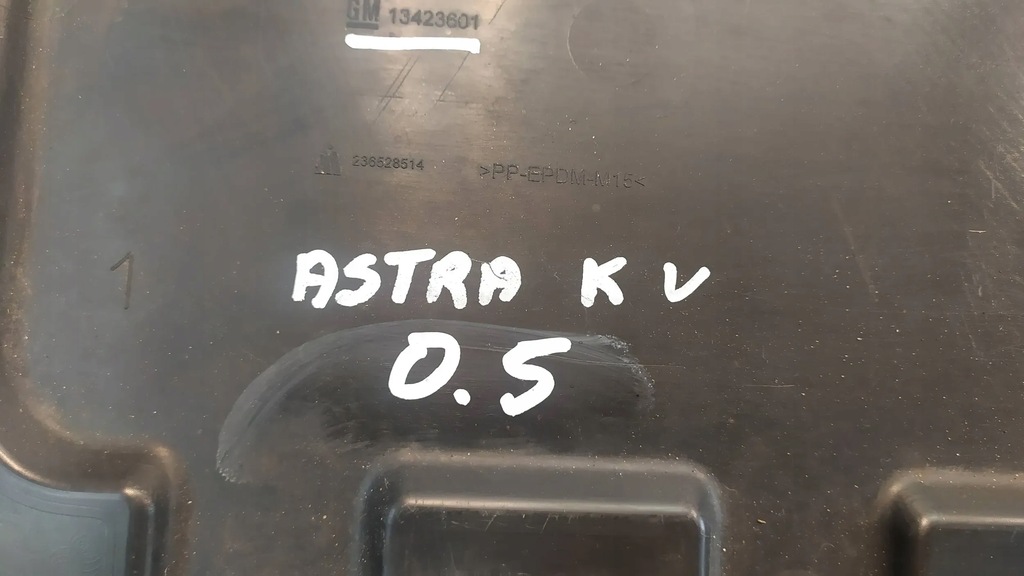 GM 13423601
236528514 >PP-EPDM-M15<
1
ASTRA K V
0.5